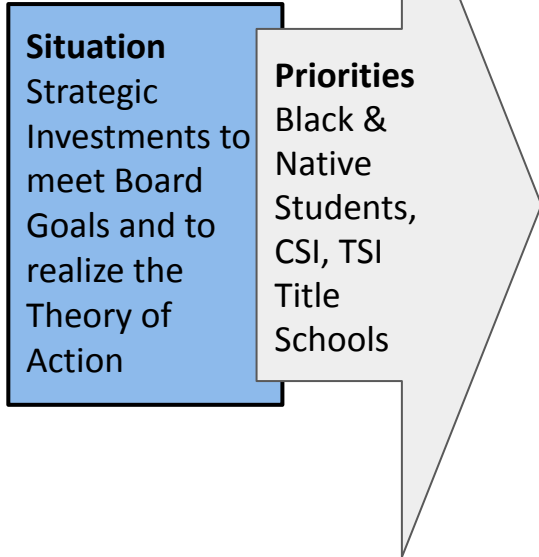 Situation
Strategic
Investments to
meet Board
Goals and to
realize the
Theory of
Action
Priorities
Black &
Native
Students,
CSI, TSI
Title
Schools